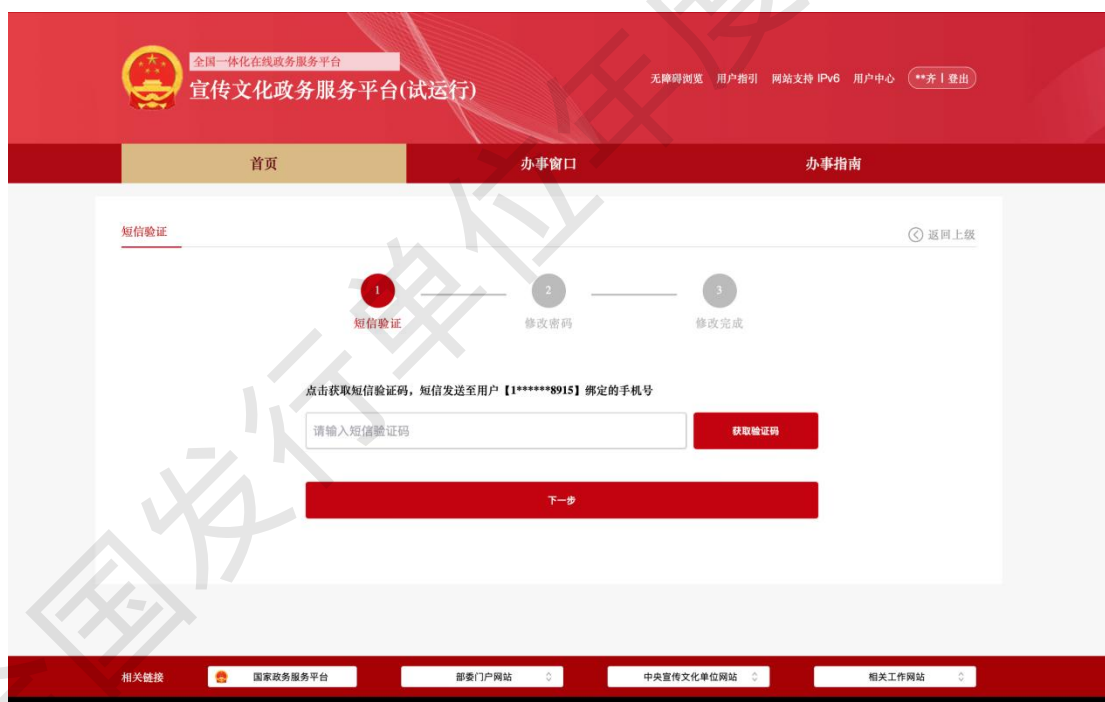 全国一体化在线政务服务平台
宣传文化政务服务平台(试运行)
无障碍浏览 用户指引 网站支持 IPv6 用户中心 **齐 | 登出
首页 办事窗口 办事指南
短信验证 返回上级
1 2 3
短信验证 修改密码 修改完成
点击获取短信验证码，短信发送至用户【1******8915】绑定的手机号
请输入短信验证码 获取验证码
下一步
相关链接 国家政务服务平台 部委门户网站 中央宣传文化单位网站 相关工作网站
国发行单位年度